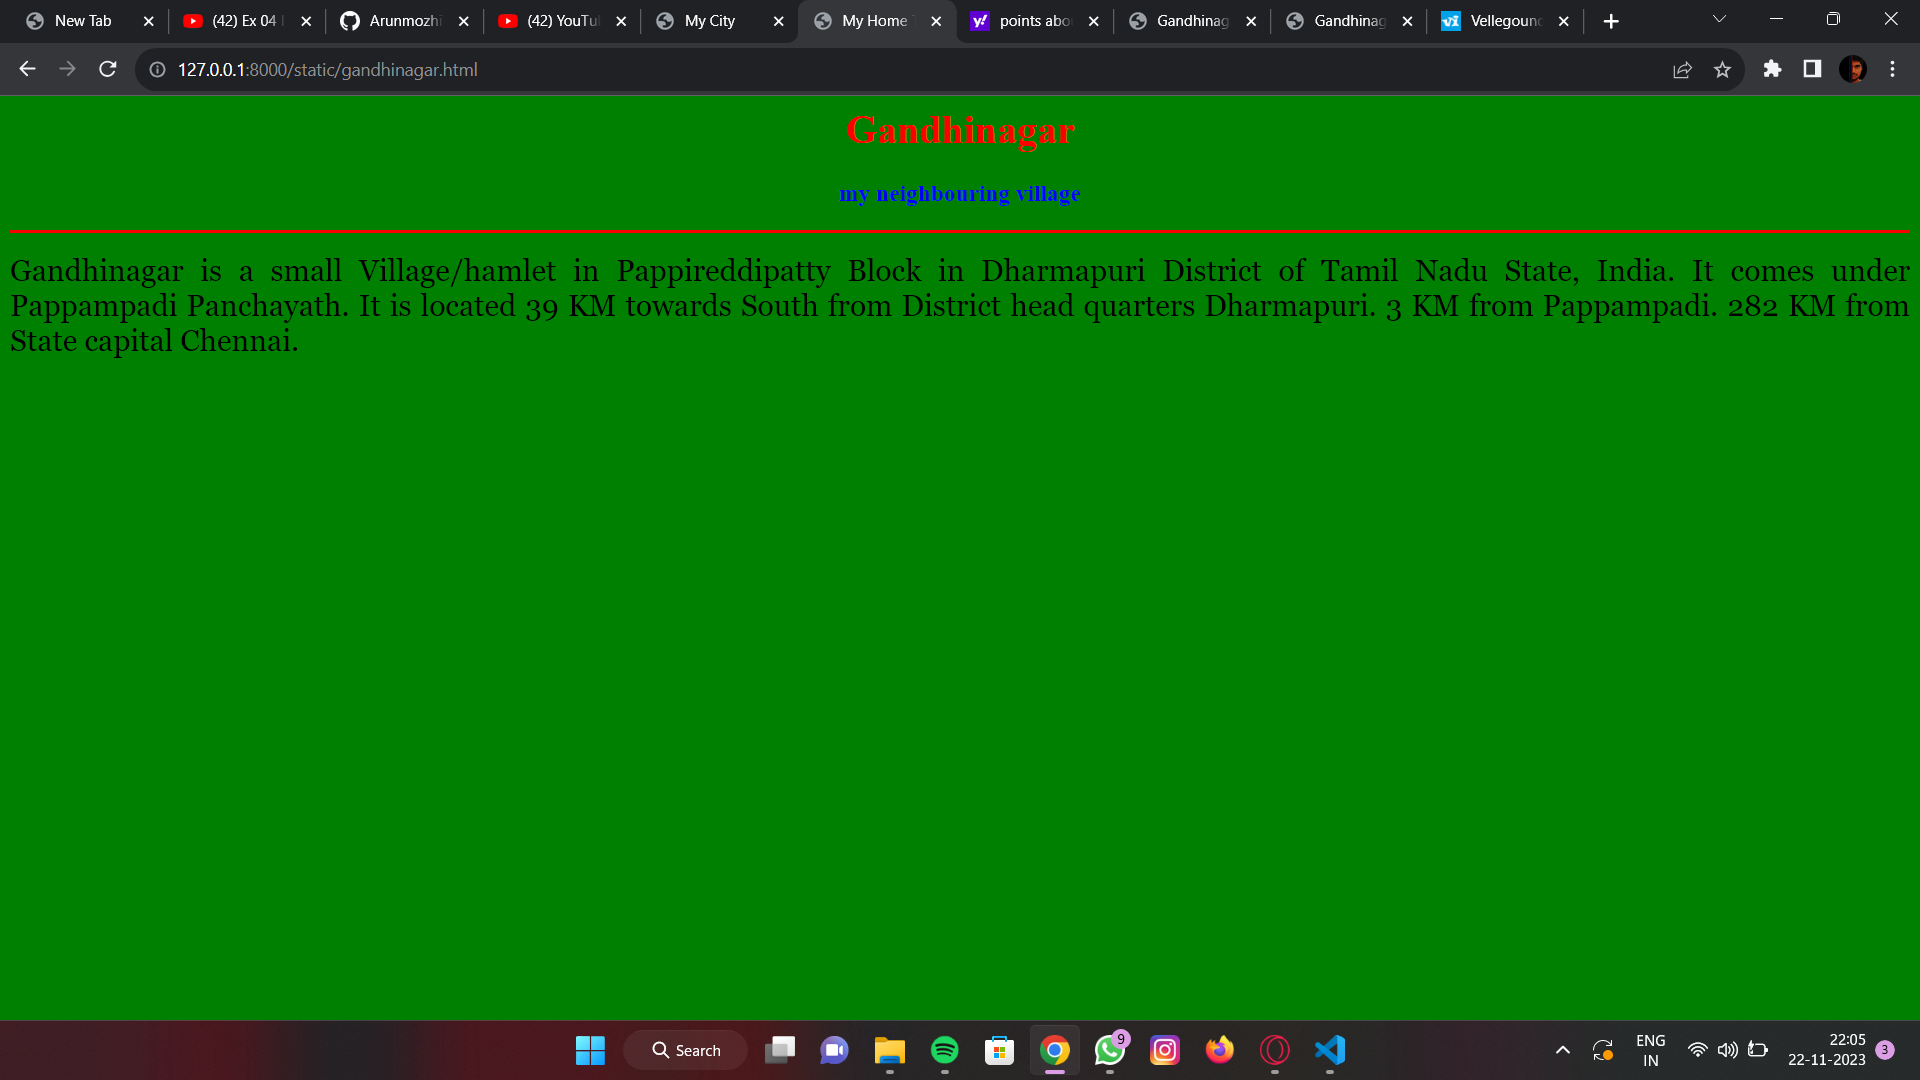 New Tab
(42) Ex 04
Arunmozhi
(42) YouTu
My City
My Home
points abo
Gandhinag
Gandhinag
Vellegoun
127.0.0.1:8000/static/gandhinagar.html
Gandhinagar
my neighbouring village
Gandhinagar is a small Village/hamlet in Pappireddipatty Block in Dharmapuri District of Tamil Nadu State, India. It comes under
Pappampadi Panchayath. It is located 39 KM towards South from District head quarters Dharmapuri. 3 KM from Pappampadi. 282 KM from
State capital Chennai.
Search
9
ENG
IN
22:05
22-11-2023
3